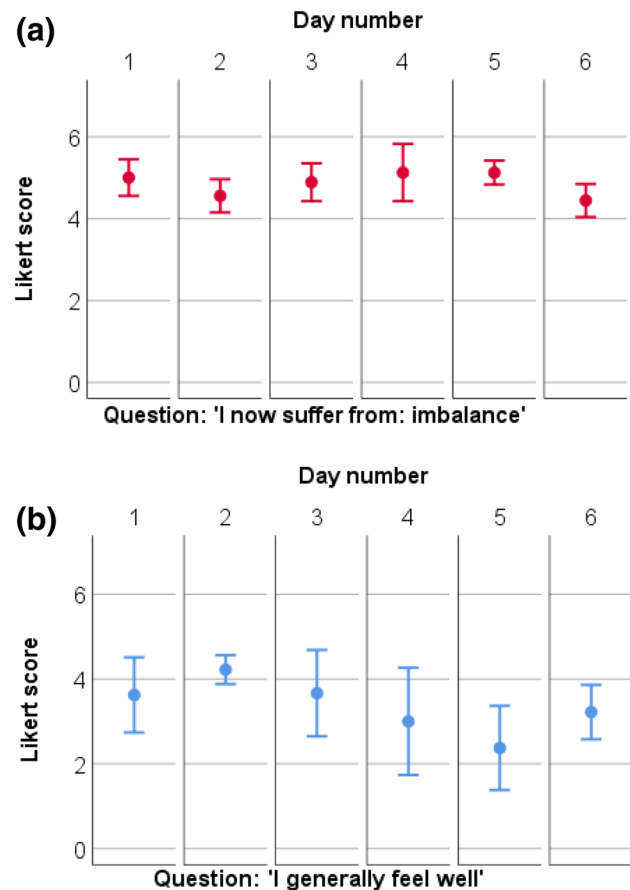 (a)
Day number
1 2 3 4 5 6
Likert score
6
4
2
0
Question: 'I now suffer from: imbalance'
(b)
Day number
1 2 3 4 5 6
Likert score
6
4
2
0
Question: 'I generally feel well'